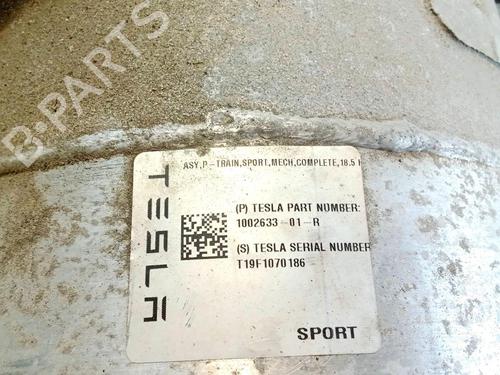 B-PARTS
ASY,P-TRAIN,SPORT,MECH,COMPLETE,18.5
TESLA
(P) TESLA PART NUMBER:
1002633-01-R
(S) TESLA SERIAL NUMBER
T19F1070186
SPORT